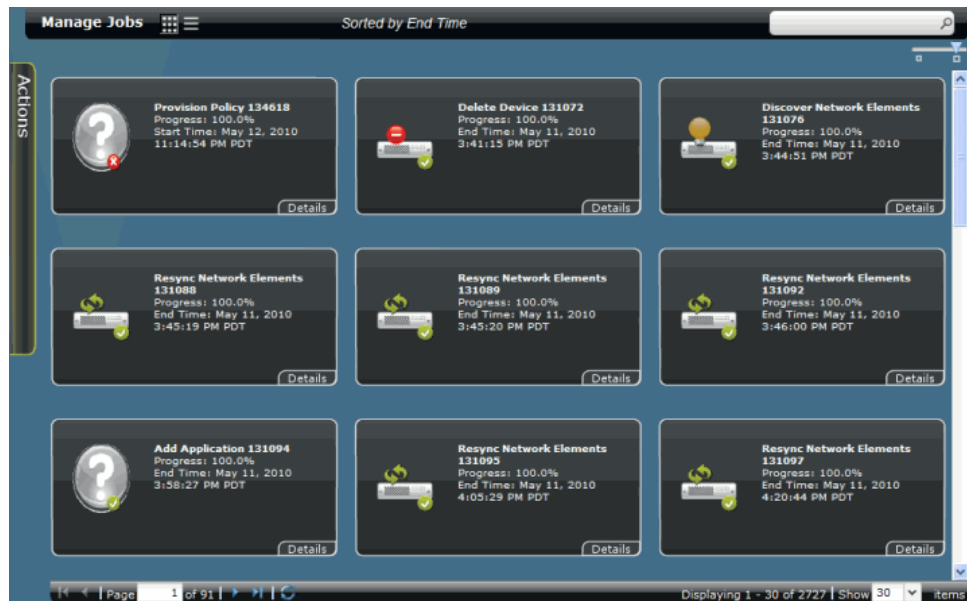 Manage Jobs
Sorted by End Time
Actions
Provision Policy 134618
Progress: 100.0%
Start Time: May 12, 2010
11:14:54 PM PDT
Details
Delete Device 131072
Progress: 100.0%
End Time: May 11, 2010
3:41:15 PM PDT
Details
Discover Network Elements
131076
Progress: 100.0%
End Time: May 11, 2010
3:44:51 PM PDT
Details
Resync Network Elements
131088
Progress: 100.0%
End Time: May 11, 2010
3:45:19 PM PDT
Details
Resync Network Elements
131089
Progress: 100.0%
End Time: May 11, 2010
3:45:20 PM PDT
Details
Resync Network Elements
131092
Progress: 100.0%
End Time: May 11, 2010
3:46:00 PM PDT
Details
Add Application 131094
Progress: 100.0%
End Time: May 11, 2010
3:58:27 PM PDT
Details
Resync Network Elements
131095
Progress: 100.0%
End Time: May 11, 2010
4:05:29 PM PDT
Details
Resync Network Elements
131097
Progress: 100.0%
End Time: May 11, 2010
4:20:44 PM PDT
Details
Page 1 of 91
Displaying 1 - 30 of 2727 Show 30 items